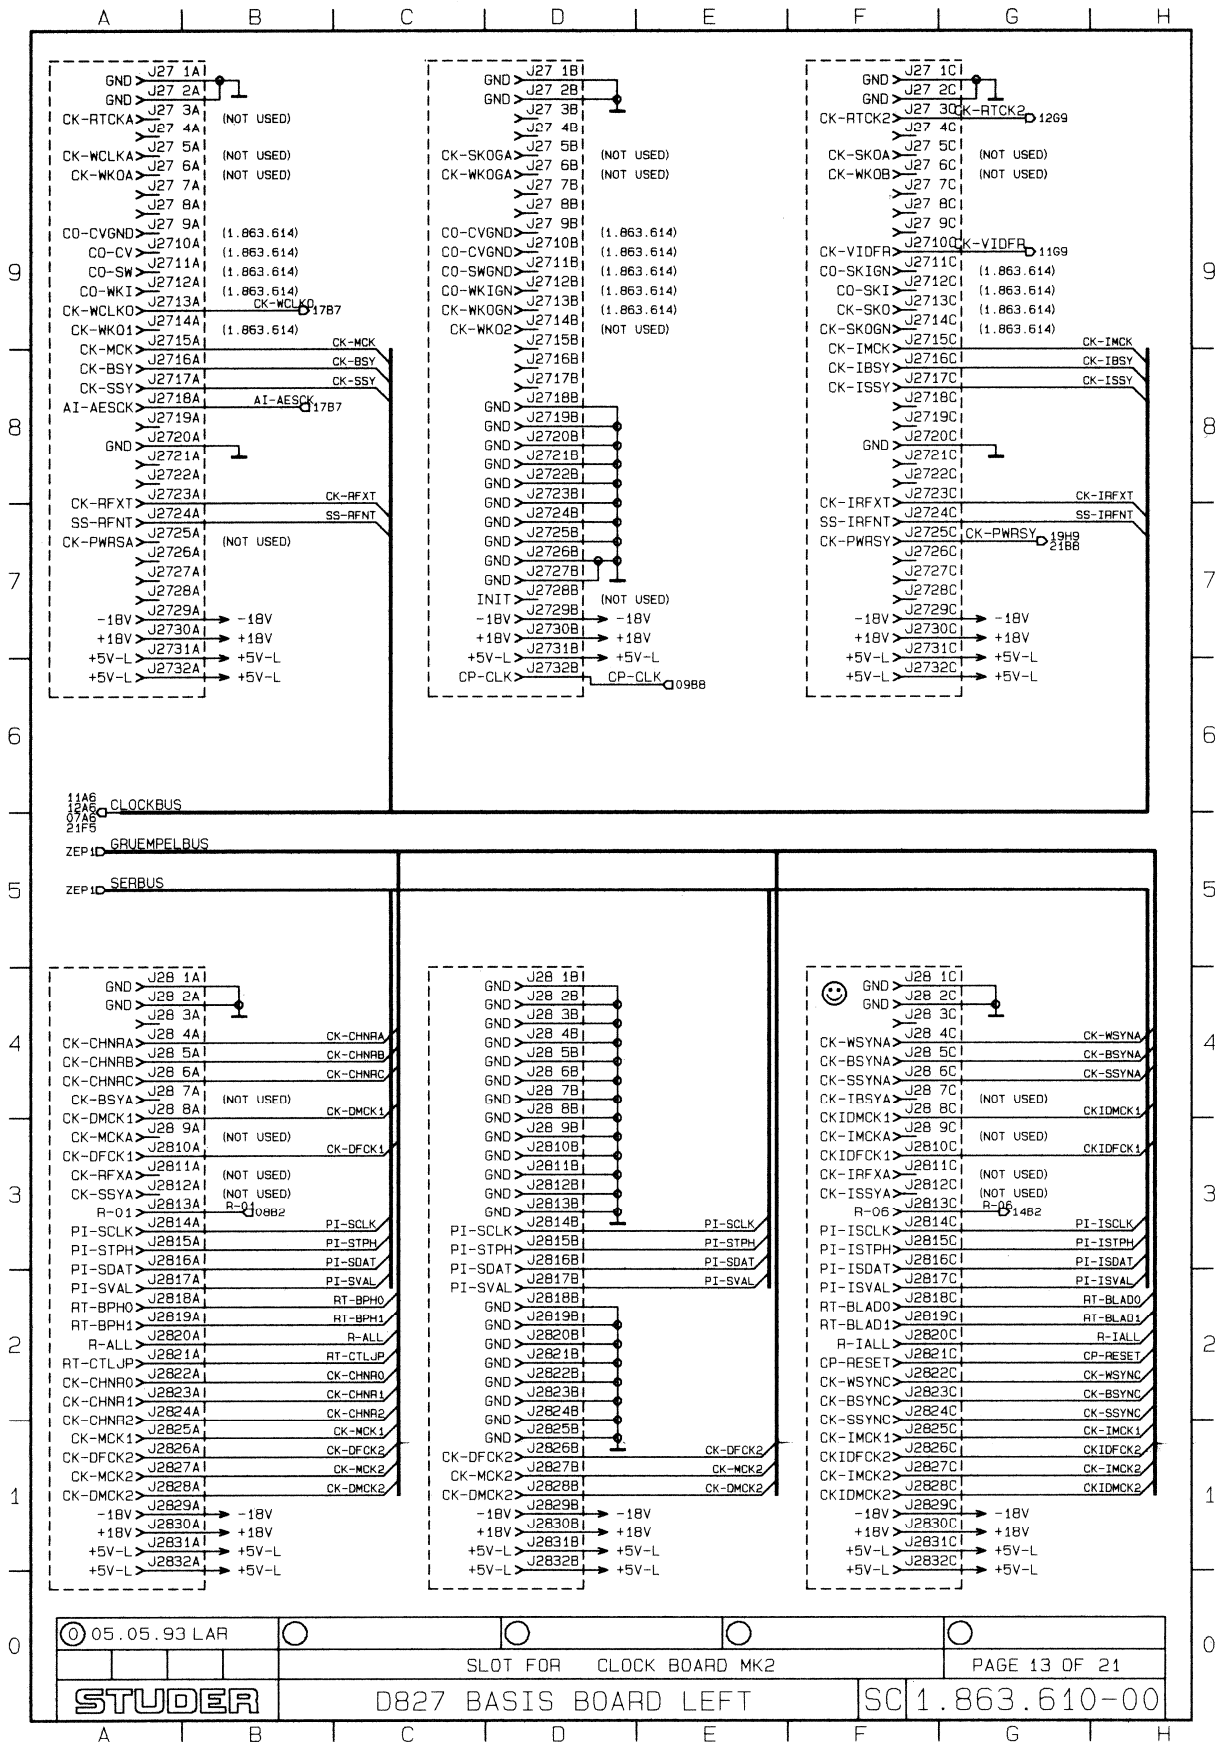 A B C D E F G H
GND J27 1A
GND J27 2A
CK-RTCKA J27 3A (NOT USED)
J27 4A
CK-WCLKA J27 5A (NOT USED)
CK-WKOA J27 6A (NOT USED)
J27 7A
J27 8A
CO-CVGND J27 9A (1.863.614)
CO-CV J2710A (1.863.614)
CO-SW J2711A (1.863.614)
CO-WKI J2712A (1.863.614)
CK-WCLKO J2713A CK-WCLKO 17B7
CK-WKO1 J2714A (1.863.614)
CK-MCK J2715A CK-MCK
CK-BSY J2716A CK-BSY
CK-SSY J2717A CK-SSY
AI-AESCK J2718A AI-AESCK 17B7
J2719A
GND J2720A
J2721A
J2722A
CK-RFXT J2723A CK-RFXT
SS-RFNT J2724A SS-RFNT
CK-PWRSA J2725A (NOT USED)
J2726A
J2727A
J2728A
-18V J2729A -18V
+18V J2730A +18V
+5V-L J2731A +5V-L
+5V-L J2732A +5V-L
GND J27 1B
GND J27 2B
J27 3B
J27 4B
CK-SKOGA J27 5B (NOT USED)
CK-WKOGA J27 6B (NOT USED)
J27 7B
J27 8B
CO-CVGND J27 9B (1.863.614)
CO-CVGND J2710B (1.863.614)
CO-SWGND J2711B (1.863.614)
CO-WKIGN J2712B (1.863.614)
CK-WKOGN J2713B (1.863.614)
CK-WKO2 J2714B (NOT USED)
J2715B
J2716B
J2717B
GND J2718B
GND J2719B
GND J2720B
GND J2721B
GND J2722B
GND J2723B
GND J2724B
GND J2725B
GND J2726B
GND J2727B
INIT J2728B (NOT USED)
-18V J2729B -18V
+18V J2730B +18V
+5V-L J2731B +5V-L
CP-CLK J2732B CP-CLK 09B8
GND J27 1C
GND J27 2C
CK-RTCK2 J27 3C CK-RTCK2 12G9
J27 4C
CK-SKOA J27 5C (NOT USED)
CK-WKOB J27 6C (NOT USED)
J27 7C
J27 8C
J27 9C
CK-VIDFR J2710C CK-VIDFR 11G9
CO-SKIGN J2711C (1.863.614)
CO-SKI J2712C (1.863.614)
CK-SKO J2713C (1.863.614)
CK-SKOGN J2714C (1.863.614)
CK-IMCK J2715C CK-IMCK
CK-IBSY J2716C CK-IBSY
CK-ISSY J2717C CK-ISSY
J2718C
J2719C
GND J2720C
J2721C
J2722C
CK-IRFXT J2723C CK-IRFXT
SS-IRFNT J2724C SS-IRFNT
CK-PWRSY J2725C CK-PWRSY 19H9
21B8
J2726C
J2727C
J2728C
-18V J2729C -18V
+18V J2730C +18V
+5V-L J2731C +5V-L
+5V-L J2732C +5V-L
9 9
8 8
7 7
6 6
11A6
12A6 CLOCKBUS
07A6
21F5
ZEP1 GRUEMPELBUS
ZEP1 SERBUS
5 5
GND J28 1A
GND J28 2A
J28 3A
CK-CHNRA J28 4A CK-CHNRA
CK-CHNRB J28 5A CK-CHNRB
CK-CHNRC J28 6A CK-CHNRC
CK-BSYA J28 7A (NOT USED)
CK-DMCK1 J28 8A CK-DMCK1
CK-MCKA J28 9A (NOT USED)
CK-DFCK1 J2810A CK-DFCK1
CK-RFXA J2811A (NOT USED)
CK-SSYA J2812A (NOT USED)
R-01 J2813A R-01 08B2
PI-SCLK J2814A PI-SCLK
PI-STPH J2815A PI-STPH
PI-SDAT J2816A PI-SDAT
PI-SVAL J2817A PI-SVAL
RT-BPH0 J2818A RT-BPH0
RT-BPH1 J2819A RT-BPH1
R-ALL J2820A R-ALL
RT-CTLJP J2821A RT-CTLJP
CK-CHNR0 J2822A CK-CHNR0
CK-CHNR1 J2823A CK-CHNR1
CK-CHNR2 J2824A CK-CHNR2
CK-MCK1 J2825A CK-MCK1
CK-DFCK2 J2826A CK-DFCK2
CK-MCK2 J2827A CK-MCK2
CK-DMCK2 J2828A CK-DMCK2
-18V J2829A -18V
+18V J2830A +18V
+5V-L J2831A +5V-L
+5V-L J2832A +5V-L
GND J28 1B
GND J28 2B
GND J28 3B
GND J28 4B
GND J28 5B
GND J28 6B
GND J28 7B
GND J28 8B
GND J28 9B
GND J2810B
GND J2811B
GND J2812B
GND J2813B
PI-SCLK J2814B PI-SCLK
PI-STPH J2815B PI-STPH
PI-SDAT J2816B PI-SDAT
PI-SVAL J2817B PI-SVAL
GND J2818B
GND J2819B
GND J2820B
GND J2821B
GND J2822B
GND J2823B
GND J2824B
GND J2825B
CK-DFCK2 J2826B CK-DFCK2
CK-MCK2 J2827B CK-MCK2
CK-DMCK2 J2828B CK-DMCK2
-18V J2829B -18V
+18V J2830B +18V
+5V-L J2831B +5V-L
+5V-L J2832B +5V-L
GND J28 1C
GND J28 2C
J28 3C
CK-WSYNA J28 4C CK-WSYNA
CK-BSYNA J28 5C CK-BSYNA
CK-SSYNA J28 6C CK-SSYNA
CK-IBSYA J28 7C (NOT USED)
CKIDMCK1 J28 8C CKIDMCK1
CK-IMCKA J28 9C (NOT USED)
CKIDFCK1 J2810C CKIDFCK1
CK-IRFXA J2811C (NOT USED)
CK-ISSYA J2812C (NOT USED)
R-06 J2813C R-06 14B2
PI-ISCLK J2814C PI-ISCLK
PI-ISTPH J2815C PI-ISTPH
PI-ISDAT J2816C PI-ISDAT
PI-ISVAL J2817C PI-ISVAL
RT-BLAD0 J2818C RT-BLAD0
RT-BLAD1 J2819C RT-BLAD1
R-IALL J2820C R-IALL
CP-RESET J2821C CP-RESET
CK-WSYNC J2822C CK-WSYNC
CK-BSYNC J2823C CK-BSYNC
CK-SSYNC J2824C CK-SSYNC
CK-IMCK1 J2825C CK-IMCK1
CKIDFCK2 J2826C CKIDFCK2
CK-IMCK2 J2827C CK-IMCK2
CKIDMCK2 J2828C CKIDMCK2
-18V J2829C -18V
+18V J2830C +18V
+5V-L J2831C +5V-L
+5V-L J2832C +5V-L
4 4
3 3
2 2
1 1
0 0
0 05.05.93 LAR
SLOT FOR CLOCK BOARD MK2 PAGE 13 OF 21
STUDER D827 BASIS BOARD LEFT SC 1.863.610-00
A B C D E F G H